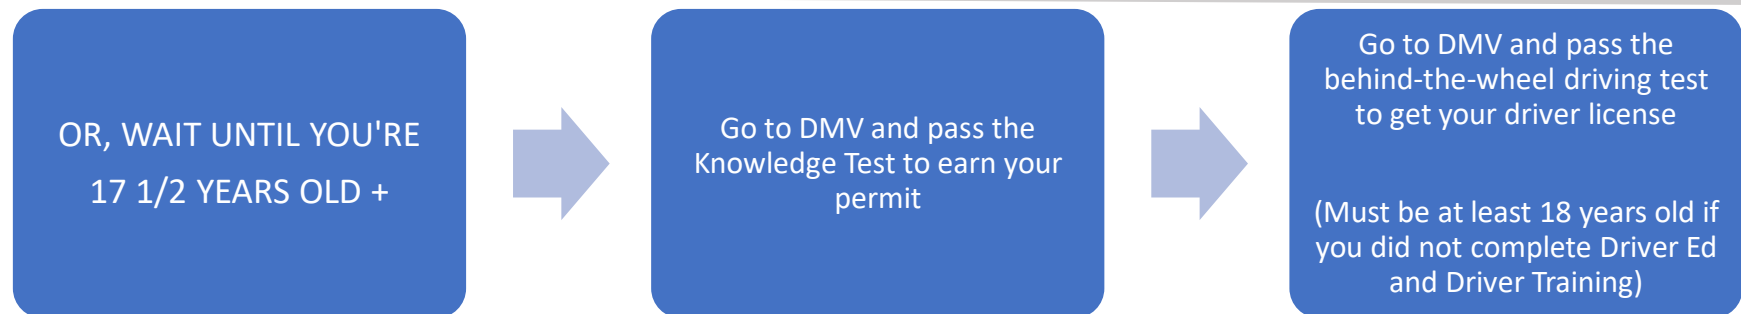 OR, WAIT UNTIL YOU'RE
17 1/2 YEARS OLD +
Go to DMV and pass the
Knowledge Test to earn your
permit
Go to DMV and pass the
behind-the-wheel driving test
to get your driver license
(Must be at least 18 years old if
you did not complete Driver Ed
and Driver Training)